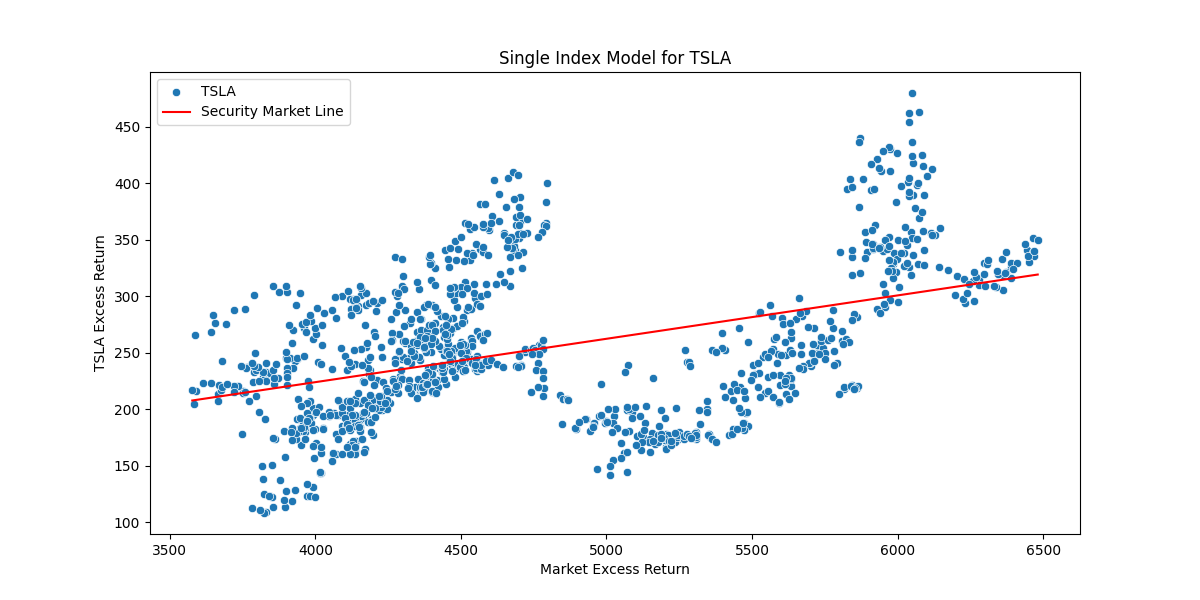 Single Index Model for TSLA
TSLA
Security Market Line
TSLA Excess Return
450
400
350
300
250
200
150
100
3500 4000 4500 5000 5500 6000 6500
Market Excess Return